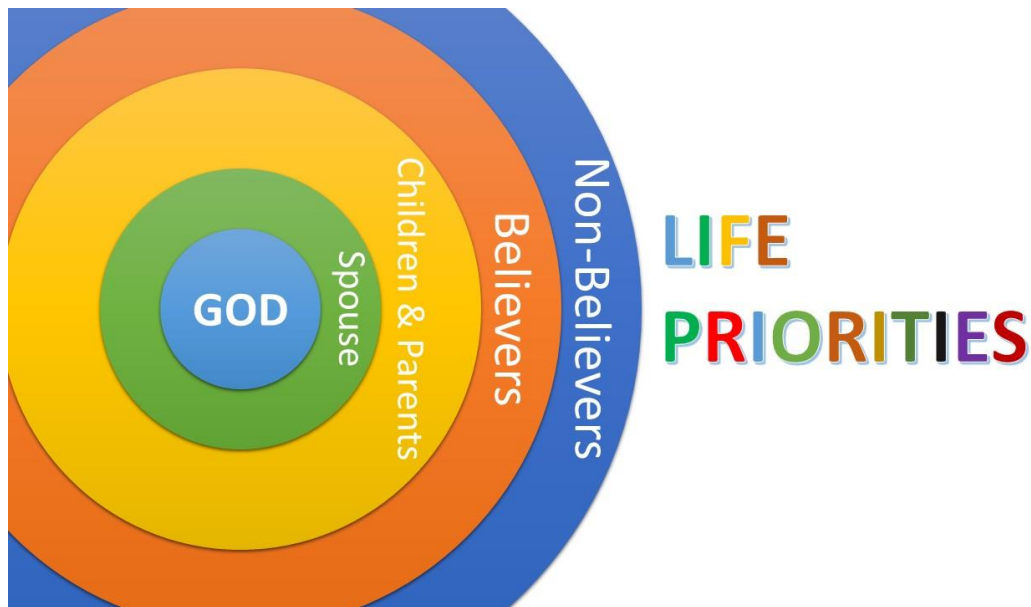 GOD
Spouse
Children & Parents
Believers
Non-Believers
LIFE
PRIORITIES